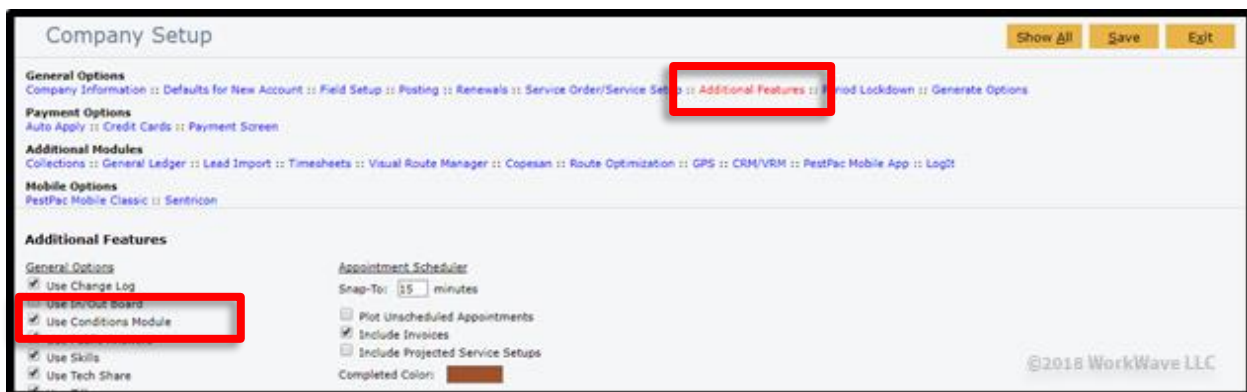 Company Setup
Show All Save Exit
General Options
Company Information :: Defaults for New Account :: Field Setup :: Posting :: Renewals :: Service Order/Service Setup :: Additional Features :: Period Lockdown :: Generate Options
Payment Options
Auto Apply :: Credit Cards :: Payment Screen
Additional Modules
Collections :: General Ledger :: Lead Import :: Timesheets :: Visual Route Manager :: Copesan :: Route Optimization :: GPS :: CRM/VRM :: PestPac Mobile App :: LogIt
Mobile Options
PestPac Mobile Classic :: Sentricon
Additional Features
General Options
Use Change Log
Use In/Out Board
Use Conditions Module
Use Skills
Use Tech Share
Appointment Scheduler
Snap-To: 15 minutes
Plot Unscheduled Appointments
Include Invoices
Include Projected Service Setups
Completed Color:
©2018 WorkWave LLC